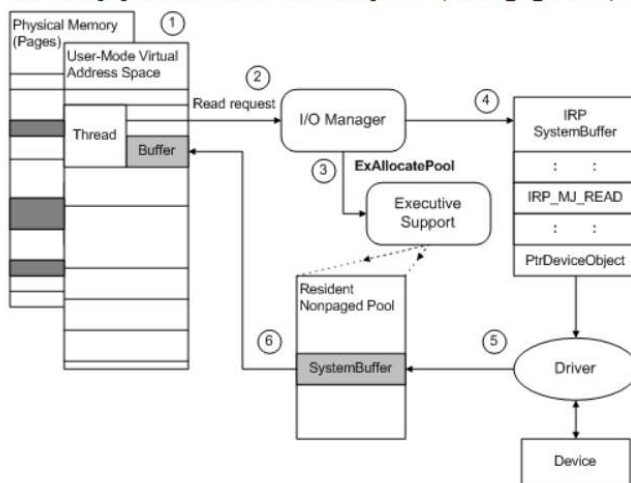 Physical Memory
(Pages)
1
User-Mode Virtual
Address Space
2
Read request
Thread
Buffer
I/O Manager
4
IRP
SystemBuffer
: :
IRP_MJ_READ
: :
PtrDeviceObject
3
ExAllocatePool
Executive
Support
Resident
Nonpaged Pool
6
SystemBuffer
5
Driver
Device